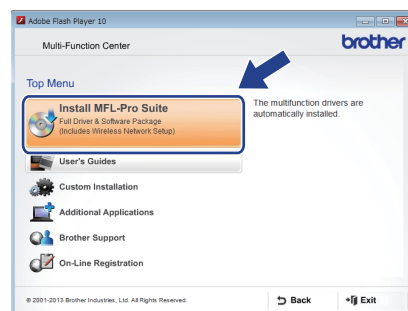 Adobe Flash Player 10
Multi-Function Center
brother
Top Menu
Install MFL-Pro Suite
Full Driver & Software Package
(Includes Wireless Network Setup)
The multifunction drivers are
automatically installed.
User's Guides
Custom Installation
Additional Applications
Brother Support
On-Line Registration
© 2001-2013 Brother Industries, Ltd. All Rights Reserved.
Back
Exit